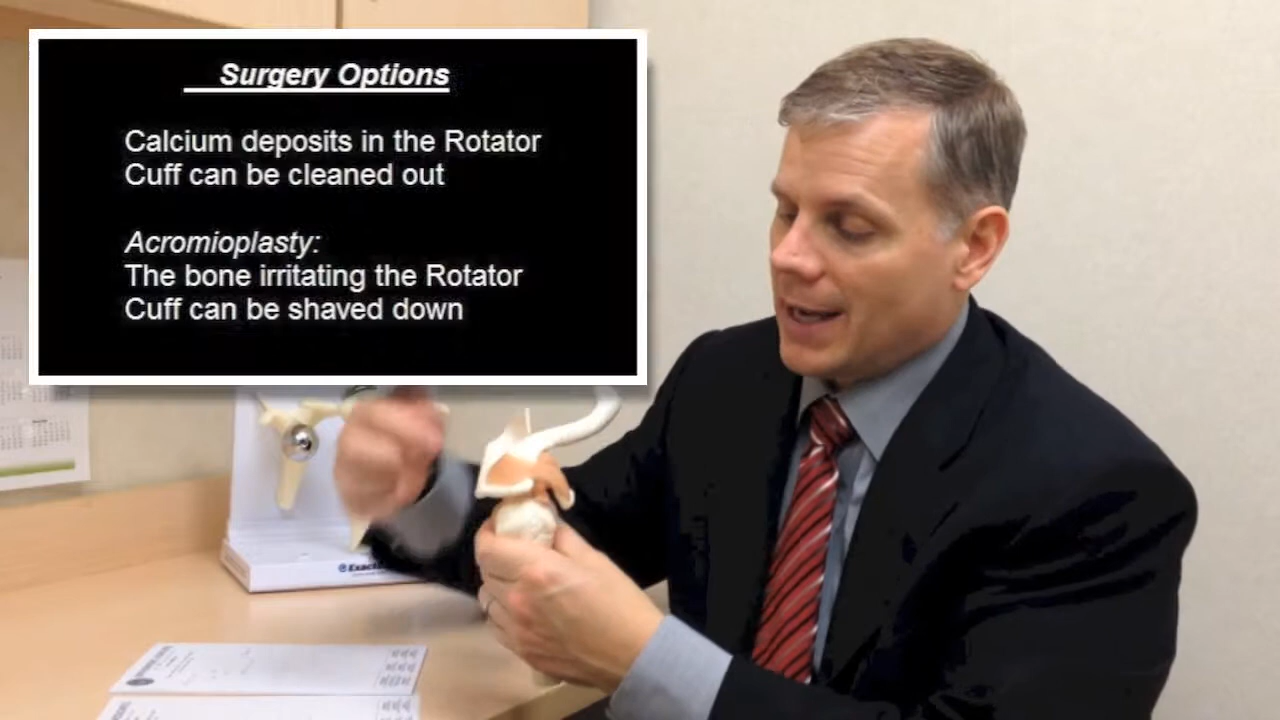 Surgery Options
Calcium deposits in the Rotator
Cuff can be cleaned out
Acromioplasty:
The bone irritating the Rotator
Cuff can be shaved down